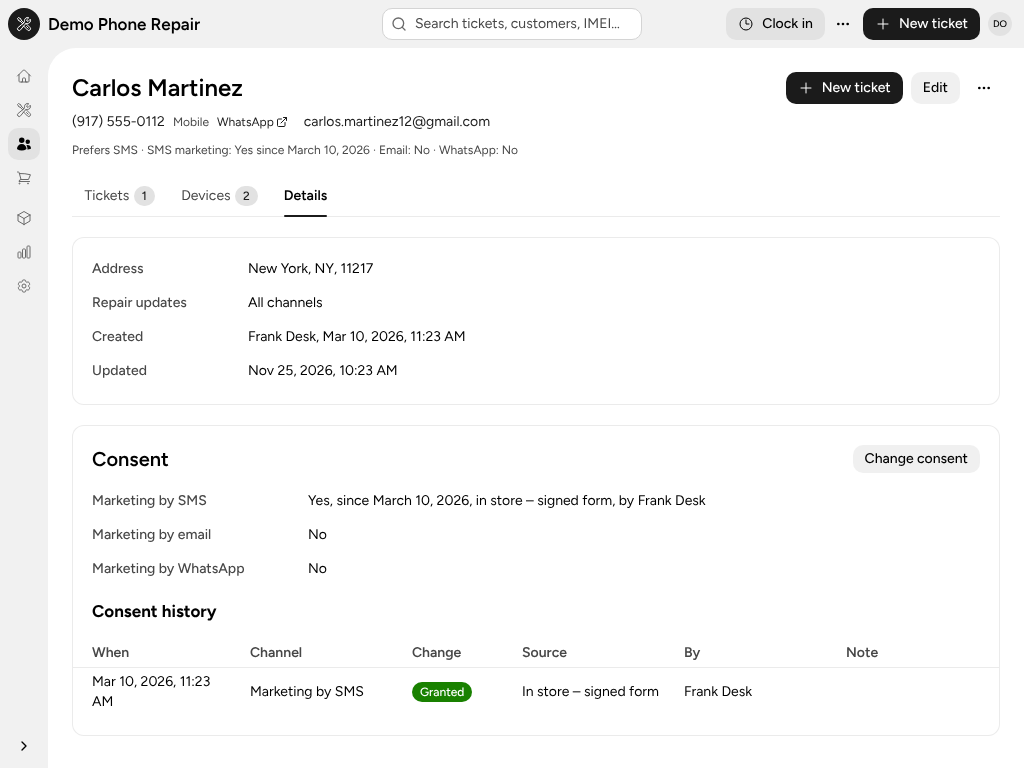 Demo Phone Repair
Search tickets, customers, IMEI...
Clock in
New ticket
DO
Carlos Martinez
New ticket
Edit
(917) 555-0112 Mobile WhatsApp carlos.martinez12@gmail.com
Prefers SMS · SMS marketing: Yes since March 10, 2026 · Email: No · WhatsApp: No
Tickets 1 Devices 2 Details
Address New York, NY, 11217
Repair updates All channels
Created Frank Desk, Mar 10, 2026, 11:23 AM
Updated Nov 25, 2026, 10:23 AM
Consent
Change consent
Marketing by SMS Yes, since March 10, 2026, in store – signed form, by Frank Desk
Marketing by email No
Marketing by WhatsApp No
Consent history
When Channel Change Source By Note
Mar 10, 2026, 11:23
AM
Marketing by SMS Granted In store – signed form Frank Desk